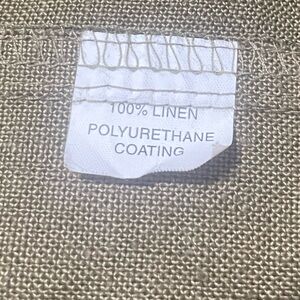 100% LINEN
POLYURETHANE
COATING